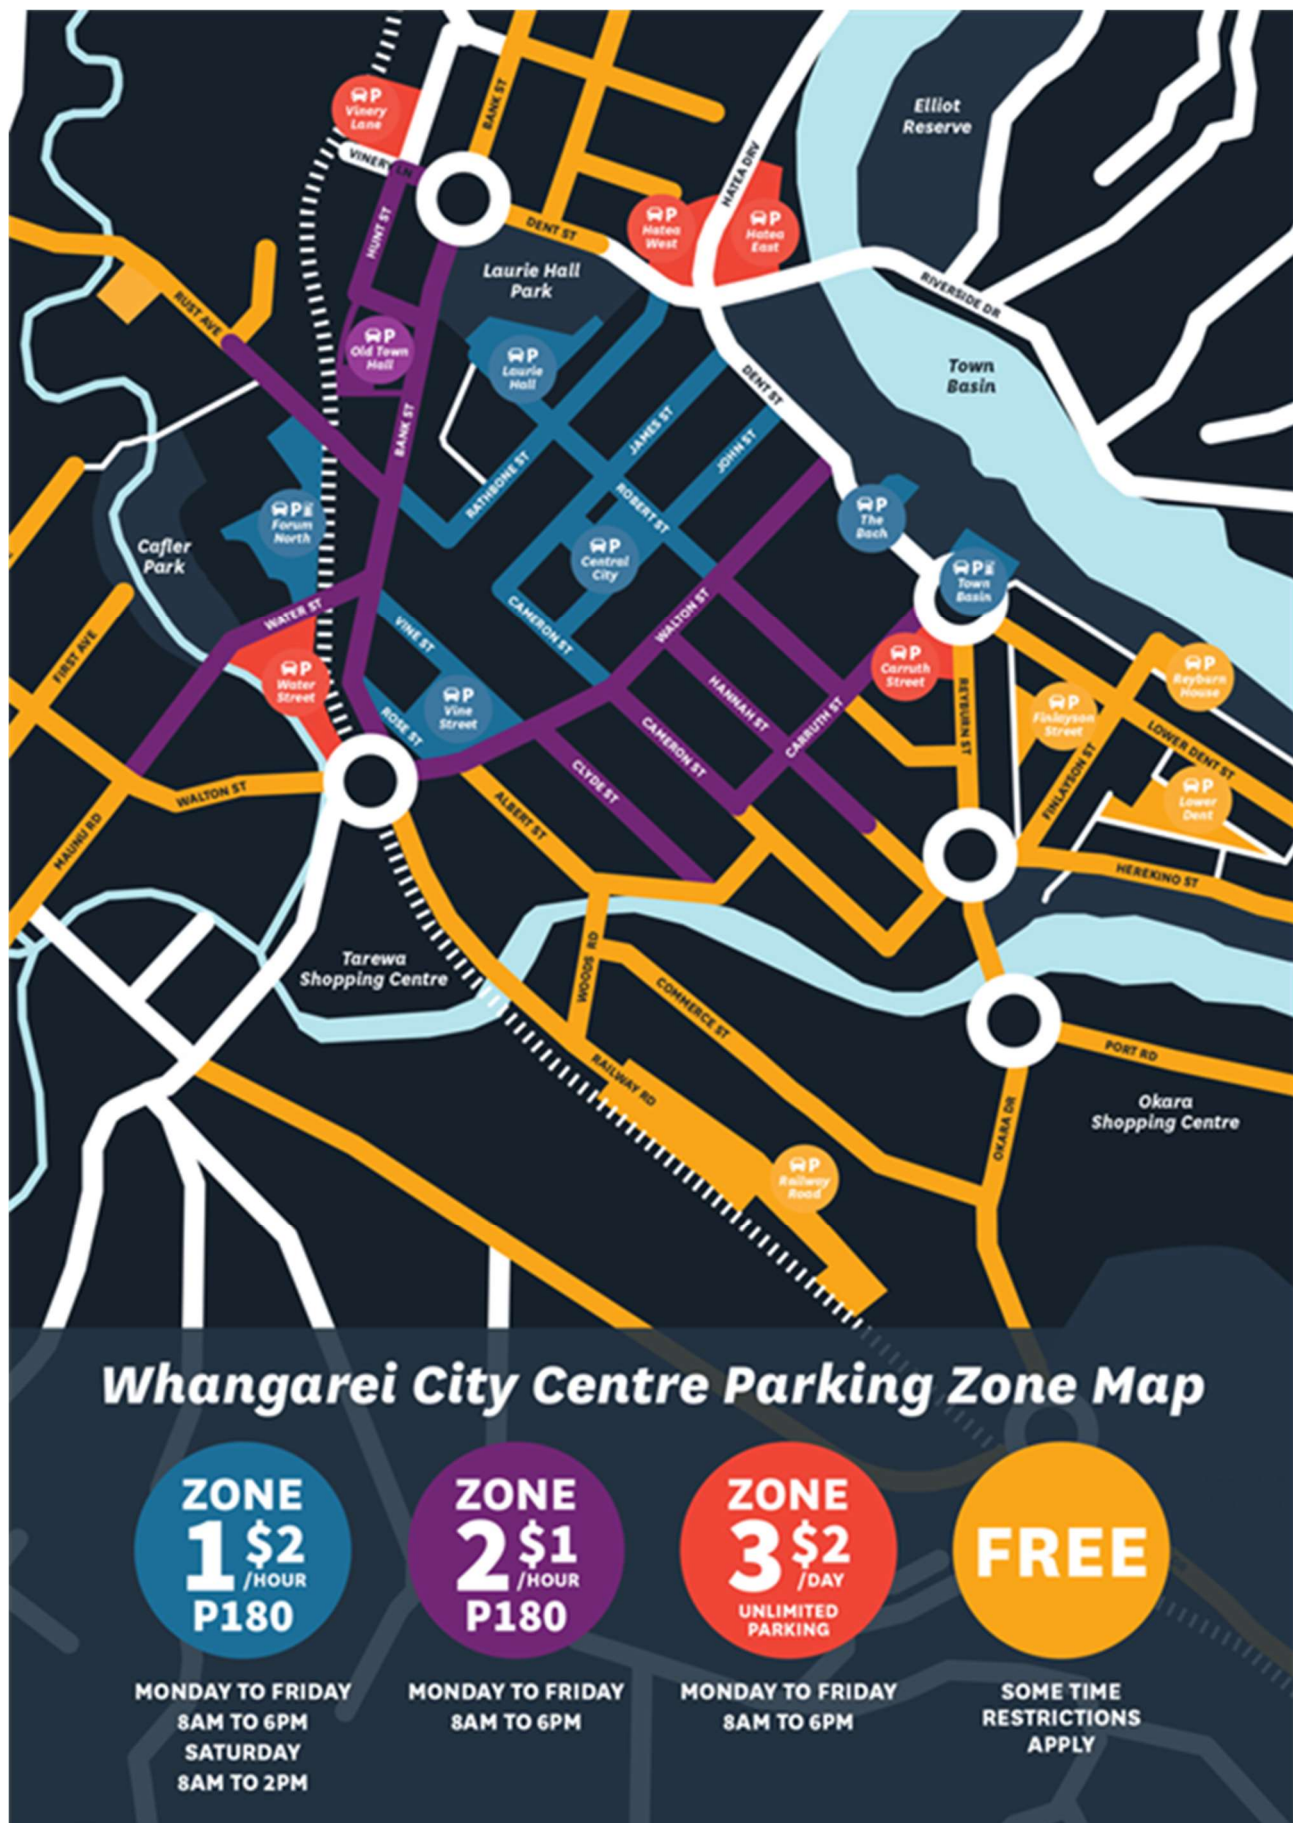 BANK ST
P
Vinery
Lane
VINERY LN
HATEA DRV
Elliot
Reserve
HUNT ST
DENT ST
P
Hatea
West
P
Hatea
East
Laurie Hall
Park
RIVERSIDE DR
RUST AVE
P
Old Town
Hall
P
Laurie
Hall
Town
Basin
DENT ST
BANK ST
JAMES ST
JOHN ST
RATHBONE ST
ROBERT ST
P
Forum
North
P
The
Bach
Cafler
Park
P
Central
City
P
Town
Basin
WATER ST
CAMERON ST
WALTON ST
VINE ST
FIRST AVE
P
Water
Street
P
Carruth
Street
P
Reyburn
House
P
Vine
Street
ROSE ST
HANNAH ST
CARRUTH ST
REYBURN ST
P
Finlayson
Street
CAMERON ST
LOWER DENT ST
CLYDE ST
FINLAYSON ST
P
Lower
Dent
WALTON ST
ALBERT ST
MAUNU RD
HEREKINO ST
Tarewa
Shopping Centre
WOODS RD
COMMERCE ST
PORT RD
RAILWAY RD
Okara
Shopping Centre
OKARA DR
P
Railway
Road
Whangarei City Centre Parking Zone Map
ZONE
1 $2
/HOUR
P180
MONDAY TO FRIDAY
8AM TO 6PM
SATURDAY
8AM TO 2PM
ZONE
2 $1
/HOUR
P180
MONDAY TO FRIDAY
8AM TO 6PM
ZONE
3 $2
/DAY
UNLIMITED
PARKING
MONDAY TO FRIDAY
8AM TO 6PM
FREE
SOME TIME
RESTRICTIONS
APPLY